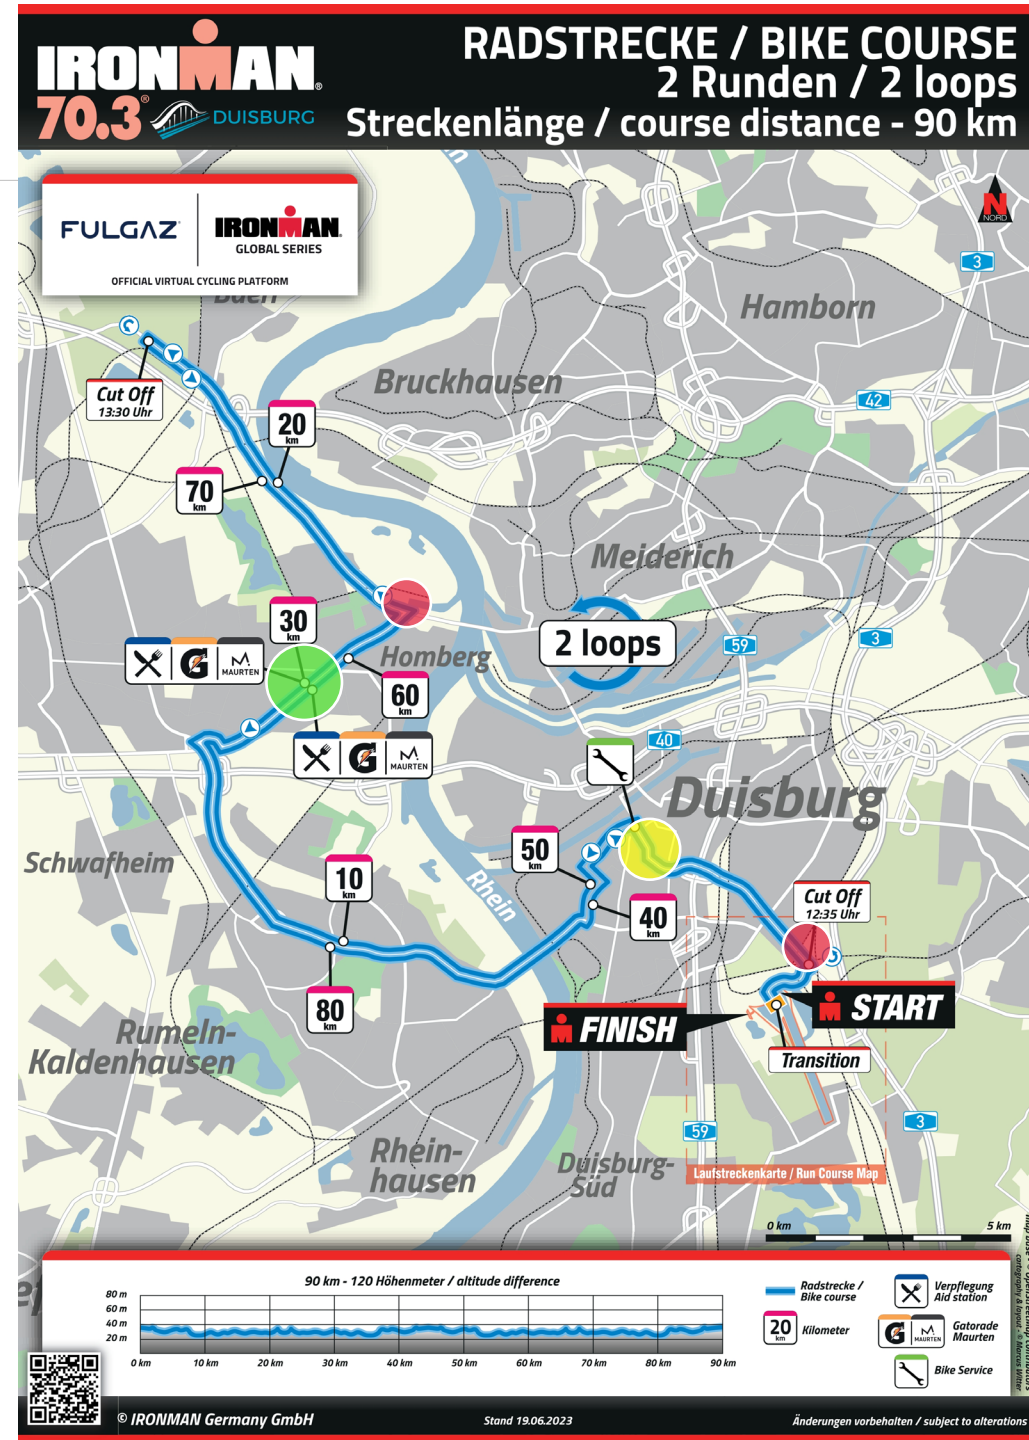 IRONMAN®
70.3®
DUISBURG
RADSTRECKE / BIKE COURSE
2 Runden / 2 loops
Streckenlänge / course distance - 90 km
FULGAZ
IRONMAN
GLOBAL SERIES
OFFICIAL VIRTUAL CYCLING PLATFORM
N
NORD
3
Hamborn
Bruckhausen
Cut Off
13:30 Uhr
42
20
km
70
km
Meiderich
30
km
2 loops
59
3
MAURTEN
Homberg
60
km
MAURTEN
40
Duisburg
Schwafheim
50
km
10
km
Rhein
Cut Off
12:35 Uhr
40
km
80
km
START
FINISH
Rumeln-
Kaldenhausen
Transition
59
3
Rhein-
hausen
Duisburg-
Süd
Laufstreckenkarte / Run Course Map
0 km
5 km
90 km - 120 Höhenmeter / altitude difference
80 m
60 m
40 m
20 m
0 km
10 km
20 km
30 km
40 km
50 km
60 km
70 km
80 km
90 km
Radstrecke /
Bike course
20
km
Kilometer
Verpflegung
Aid station
G
MAURTEN
Gatorade
Maurten
Bike Service
© IRONMAN Germany GmbH
Stand 19.06.2023
Änderungen vorbehalten / subject to alterations